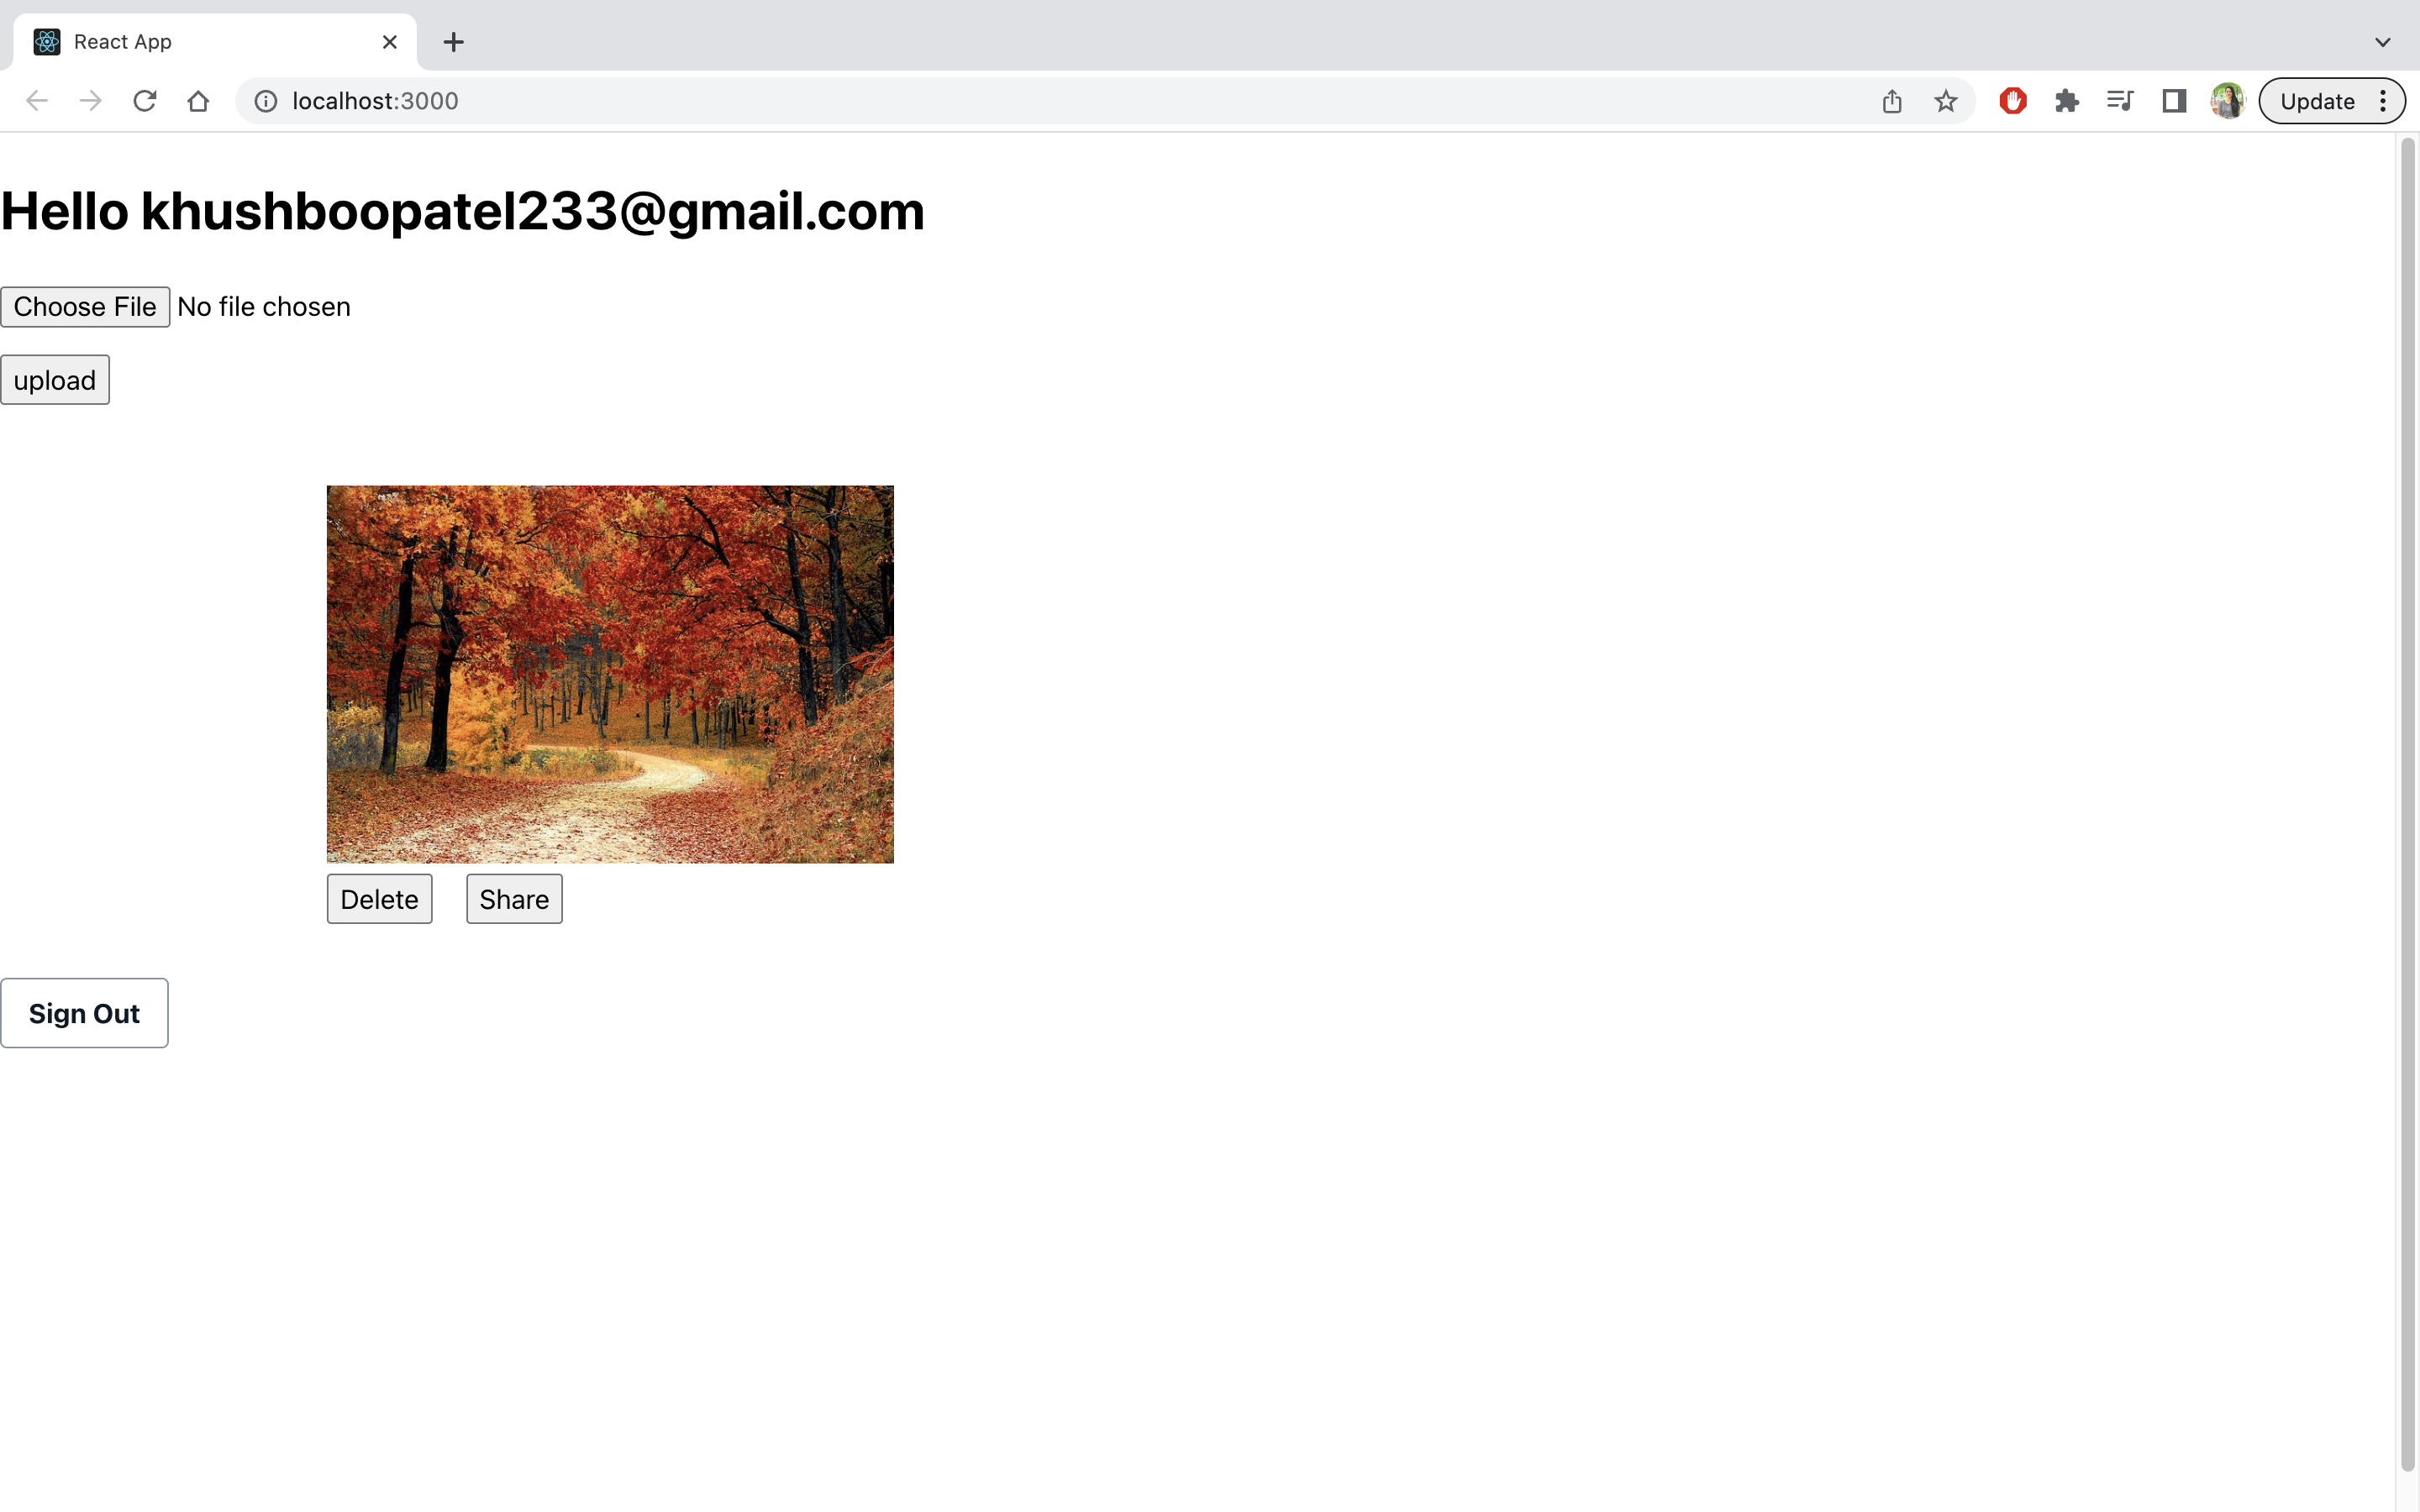 React App
localhost:3000
Update
Hello khushboopatel233@gmail.com
Choose File No file chosen
upload
Delete Share
Sign Out